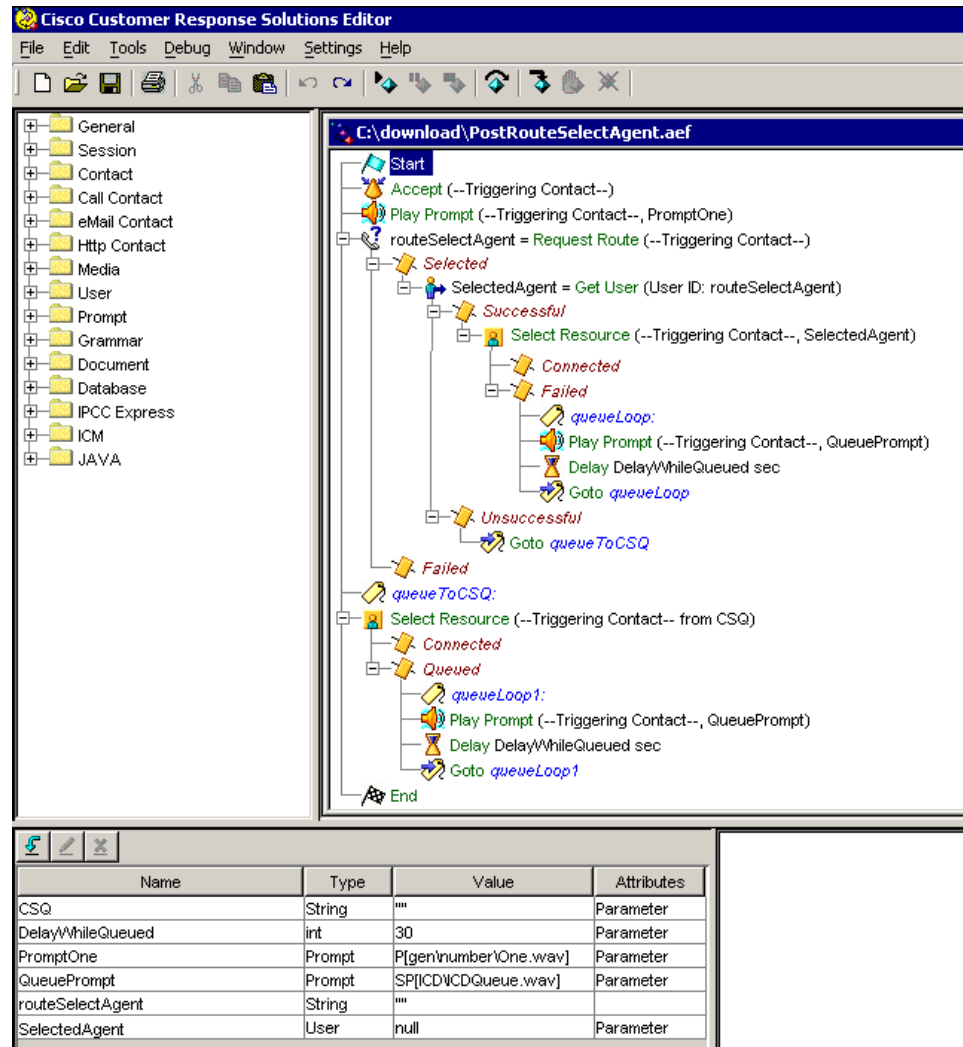 Cisco Customer Response Solutions Editor
File Edit Tools Debug Window Settings Help
General
Session
Contact
Call Contact
eMail Contact
Http Contact
Media
User
Prompt
Grammar
Document
Database
IPCC Express
ICM
JAVA
C:\download\PostRouteSelectAgent.aef
Start
Accept (--Triggering Contact--)
Play Prompt (--Triggering Contact--, PromptOne)
routeSelectAgent = Request Route (--Triggering Contact--)
Selected
SelectedAgent = Get User (User ID: routeSelectAgent)
Successful
Select Resource (--Triggering Contact--, SelectedAgent)
Connected
Failed
queueLoop:
Play Prompt (--Triggering Contact--, QueuePrompt)
Delay DelayWhileQueued sec
Goto queueLoop
Unsuccessful
Goto queueToCSQ
Failed
queueToCSQ:
Select Resource (--Triggering Contact-- from CSQ)
Connected
Queued
queueLoop1:
Play Prompt (--Triggering Contact--, QueuePrompt)
Delay DelayWhileQueued sec
Goto queueLoop1
End
Name Type Value Attributes
CSQ String "" Parameter
DelayWhileQueued int 30 Parameter
PromptOne Prompt P[gen\number\One.wav] Parameter
QueuePrompt Prompt SP[ICD\ICDQueue.wav] Parameter
routeSelectAgent String ""
SelectedAgent User null Parameter